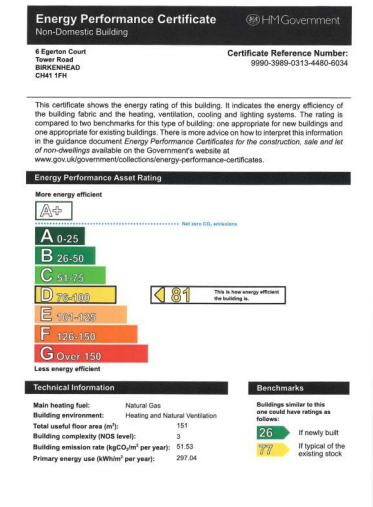 Energy Performance Certificate
Non-Domestic Building
HM Government
6 Egerton Court
Tower Road
BIRKENHEAD
CH41 1FH
Certificate Reference Number:
9990-3989-0313-4480-6034
This certificate shows the energy rating of this building. It indicates the energy efficiency of
the building fabric and the heating, ventilation, cooling and lighting systems. The rating is
compared to two benchmarks for this type of building: one appropriate for new buildings and
one appropriate for existing buildings. There is more advice on how to interpret this information
in the guidance document Energy Performance Certificates for the construction, sale and let
of non-dwellings available on the Government's website at
www.gov.uk/government/collections/energy-performance-certificates.
Energy Performance Asset Rating
More energy efficient
A+
Net zero CO₂ emissions
A 0-25
B 26-50
C 51-75
D 76-100
81
This is how energy efficient
the building is.
E 101-125
F 126-150
G Over 150
Less energy efficient
Technical Information
Main heating fuel: Natural Gas
Building environment: Heating and Natural Ventilation
Total useful floor area (m²): 151
Building complexity (NOS level): 3
Building emission rate (kgCO₂/m² per year): 51.53
Primary energy use (kWh/m² per year): 297.04
Benchmarks
Buildings similar to this
one could have ratings as
follows:
26 If newly built
77 If typical of the
existing stock